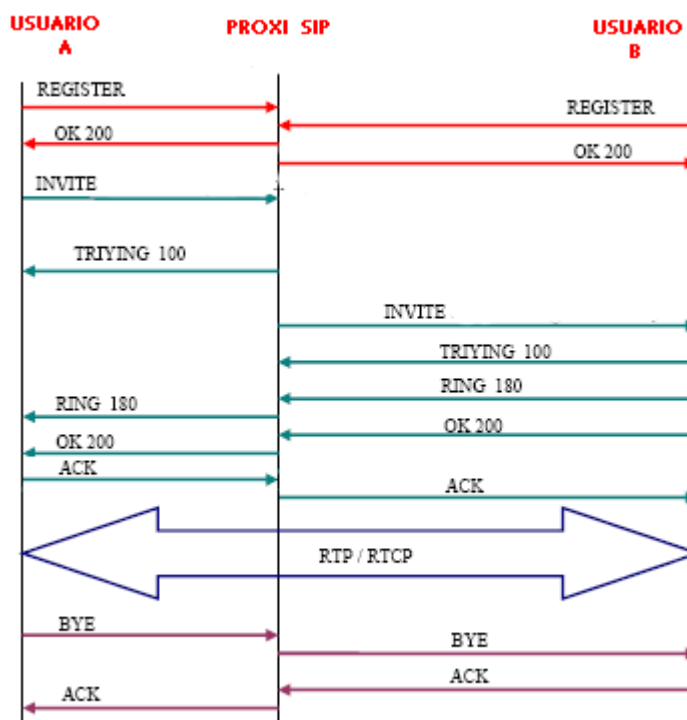 USUARIO
A
PROXI SIP
USUARIO
B
REGISTER
REGISTER
OK 200
OK 200
INVITE
TRIYING 100
INVITE
TRIYING 100
RING 180
RING 180
OK 200
OK 200
ACK
ACK
RTP / RTCP
BYE
BYE
ACK
ACK